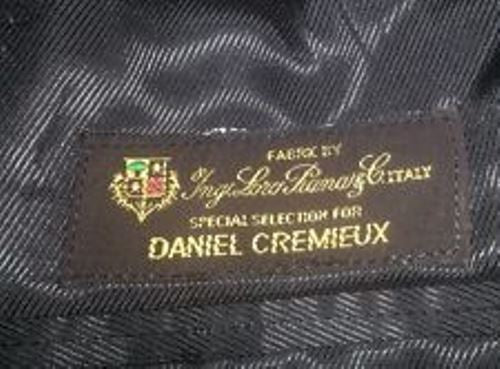 FABRIC BY
Ing. Loro Piana & C. ITALY
SPECIAL SELECTION FOR
DANIEL CREMIEUX